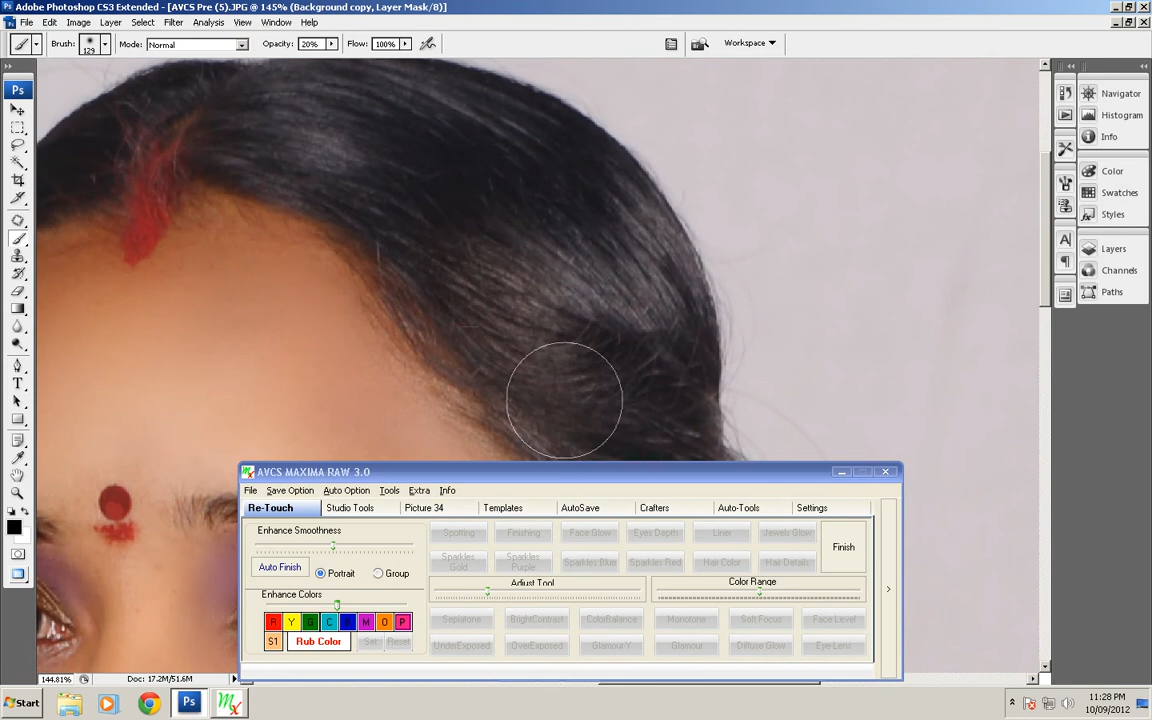 Adobe Photoshop CS3 Extended - [AVCS Pre (5).JPG @ 145% (Background copy, Layer Mask/8)]
File Edit Image Layer Select Filter Analysis View Window Help
Brush: 129 Mode: Normal Opacity: 20% Flow: 100% Workspace
Ps
Navigator
Histogram
Info
Color
Swatches
Styles
Layers
Channels
Paths
AVCS MAXIMA RAW 3.0
File Save Option Auto Option Tools Extra Info
Re-Touch Studio Tools Picture 34 Templates AutoSave Crafters Auto-Tools Settings
Enhance Smoothness
Auto Finish Portrait Group
Enhance Colors
R Y G C B M O P
S1 Rub Color Set Reset
Spotting Finishing Face Glow Eyes Depth Liner Jewels Glow Finish
Sparkles Gold Sparkles Purple Sparkles Blue Sparkles Red Hair Color Hair Details
Adjust Tool Color Range
Sepiatone BrightContrast ColorBalance Monotone Soft Focus Face Level
UnderExposed OverExposed GlamourY Glamour Diffuse Glow Eye Lens
144.81% Doc: 17.2M/51.6M
Start Ps 11:28 PM
10/09/2012